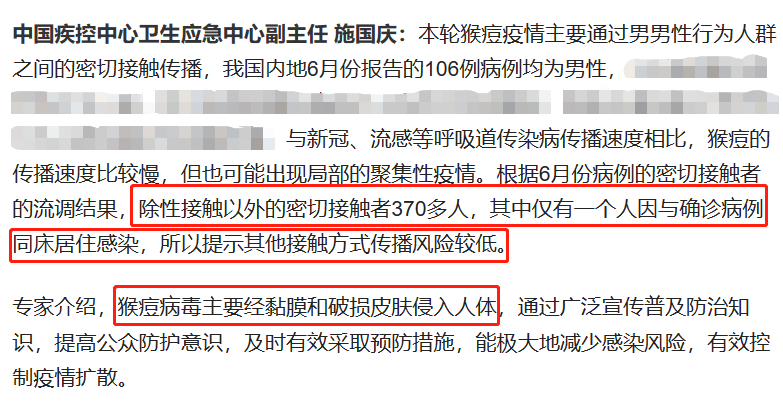 中国疾控中心卫生应急中心副主任 施国庆：本轮猴痘疫情主要通过男男性行为人群
之间的密切接触传播，我国内地6月份报告的106例病例均为男性，
与新冠、流感等呼吸道传染病传播速度相比，猴痘的
传播速度比较慢，但也可能出现局部的聚集性疫情。根据6月份病例的密切接触者
的流调结果，除性接触以外的密切接触者370多人，其中仅有一个人因与确诊病例
同床居住感染，所以提示其他接触方式传播风险较低。
专家介绍，猴痘病毒主要经黏膜和破损皮肤侵入人体，通过广泛宣传普及防治知
识，提高公众防护意识，及时有效采取预防措施，能极大地减少感染风险，有效控
制疫情扩散。